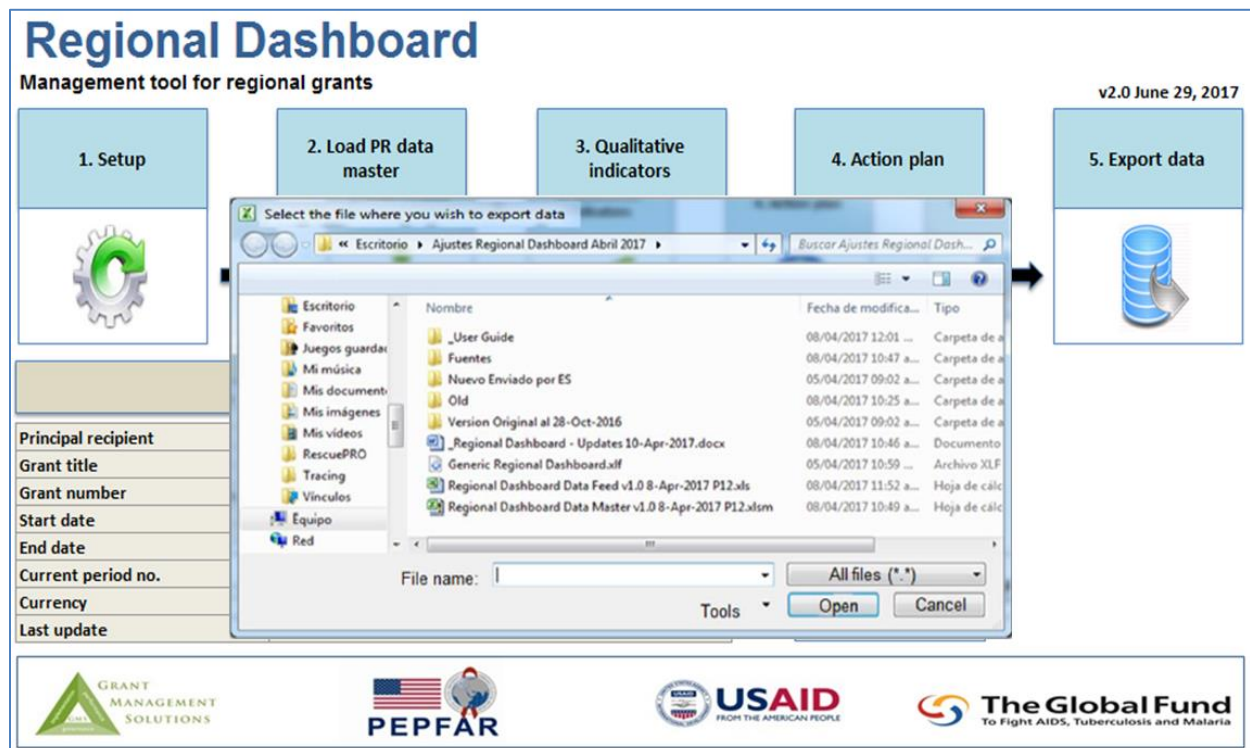 Regional Dashboard
Management tool for regional grants
v2.0 June 29, 2017
1. Setup
2. Load PR data
master
3. Qualitative
indicators
4. Action plan
5. Export data
Select the file where you wish to export data
« Escritorio ▸ Ajustes Regional Dashboard Abril 2017 ▸
Buscar Ajustes Regional Dash...
Escritorio
Favoritos
Juegos guardac
Mi música
Mis documento
Mis imágenes
Mis vídeos
RescuePRO
Tracing
Vínculos
Equipo
Red
Nombre Fecha de modifica... Tipo
_User Guide 08/04/2017 12:01 ... Carpeta de a
Fuentes 08/04/2017 10:47 a... Carpeta de a
Nuevo Enviado por ES 05/04/2017 09:02 a... Carpeta de a
Old 08/04/2017 10:25 a... Carpeta de a
Version Original al 28-Oct-2016 05/04/2017 09:02 a... Carpeta de a
_Regional Dashboard - Updates 10-Apr-2017.docx 08/04/2017 10:46 a... Documento
Generic Regional Dashboard.xlf 05/04/2017 10:59 ... Archivo XLF
Regional Dashboard Data Feed v1.0 8-Apr-2017 P12.xls 08/04/2017 11:52 a... Hoja de cálc
Regional Dashboard Data Master v1.0 8-Apr-2017 P12.xlsm 08/04/2017 10:49 a... Hoja de cálc
File name:
All files (*.*)
Tools
Open
Cancel
Principal recipient
Grant title
Grant number
Start date
End date
Current period no.
Currency
Last update
GRANT
MANAGEMENT
SOLUTIONS
GMS
PEPFAR
USAID
FROM THE AMERICAN PEOPLE
The Global Fund
To Fight AIDS, Tuberculosis and Malaria